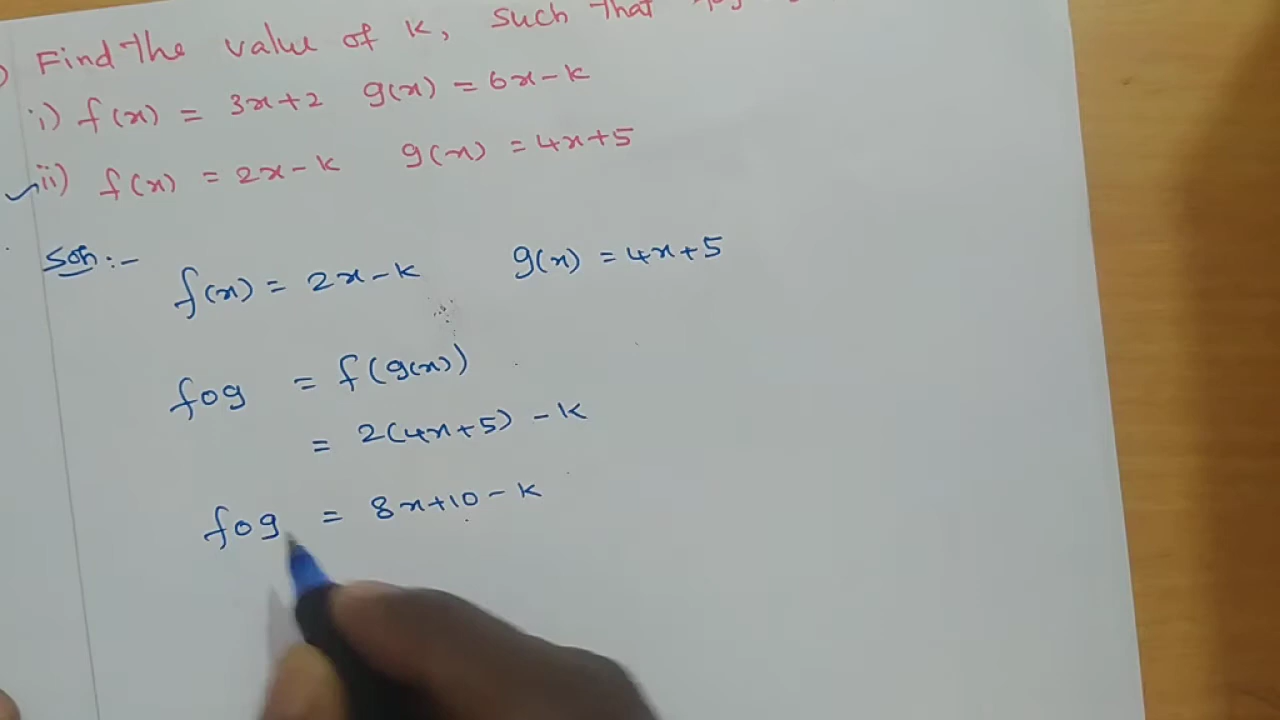 Find the value of k, such that
i) f(x) = 3x+2 g(x) = 6x-k
ii) f(x) = 2x-k g(x) = 4x+5
Soln:-
f(x) = 2x-k g(x) = 4x+5
fog = f(g(x))
= 2(4x+5) - k
fog = 8x+10-k